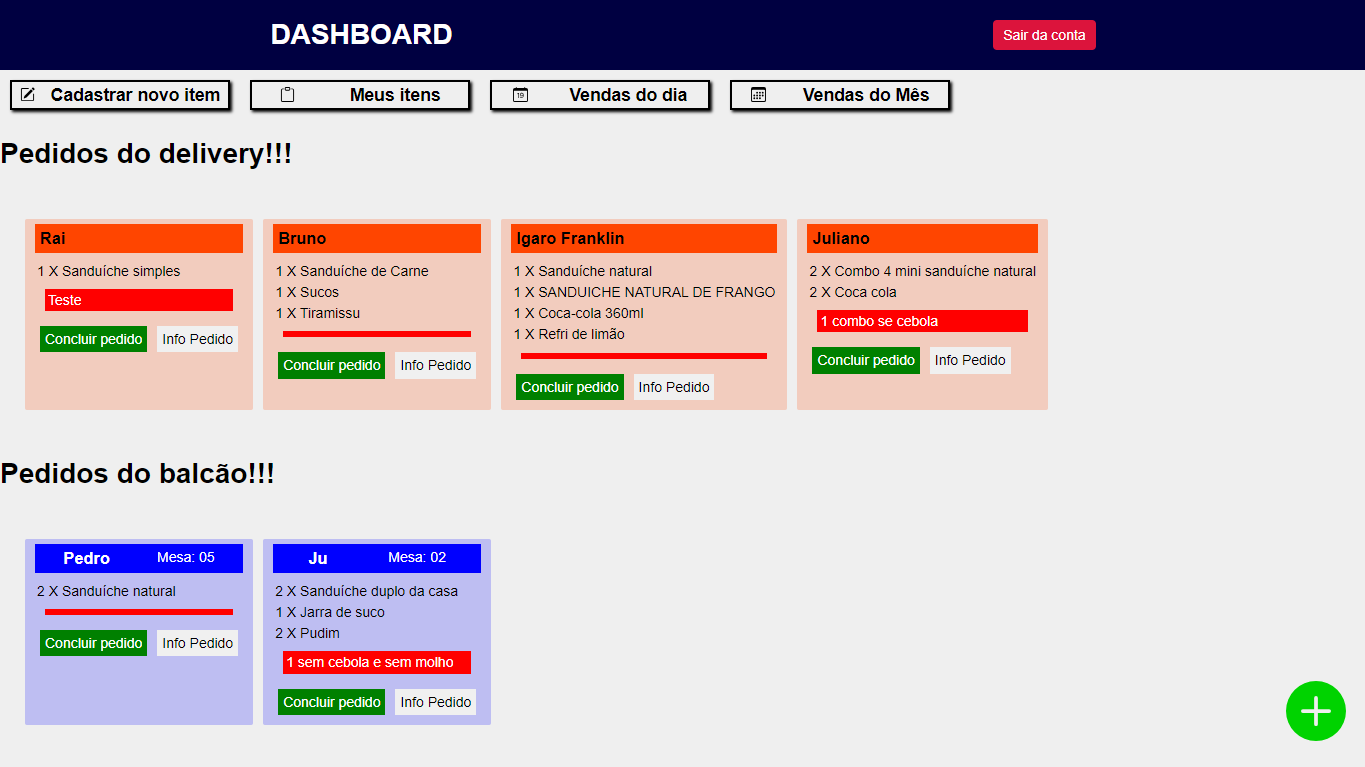 DASHBOARD
Sair da conta
Cadastrar novo item
Meus itens
19
Vendas do dia
Vendas do Mês
Pedidos do delivery!!!
Rai
1 X Sanduíche simples
Teste
Concluir pedido Info Pedido
Bruno
1 X Sanduíche de Carne
1 X Sucos
1 X Tiramissu
Concluir pedido Info Pedido
Igaro Franklin
1 X Sanduíche natural
1 X SANDUICHE NATURAL DE FRANGO
1 X Coca-cola 360ml
1 X Refri de limão
Concluir pedido Info Pedido
Juliano
2 X Combo 4 mini sanduíche natural
2 X Coca cola
1 combo se cebola
Concluir pedido Info Pedido
Pedidos do balcão!!!
Pedro Mesa: 05
2 X Sanduíche natural
Concluir pedido Info Pedido
Ju Mesa: 02
2 X Sanduíche duplo da casa
1 X Jarra de suco
2 X Pudim
1 sem cebola e sem molho
Concluir pedido Info Pedido